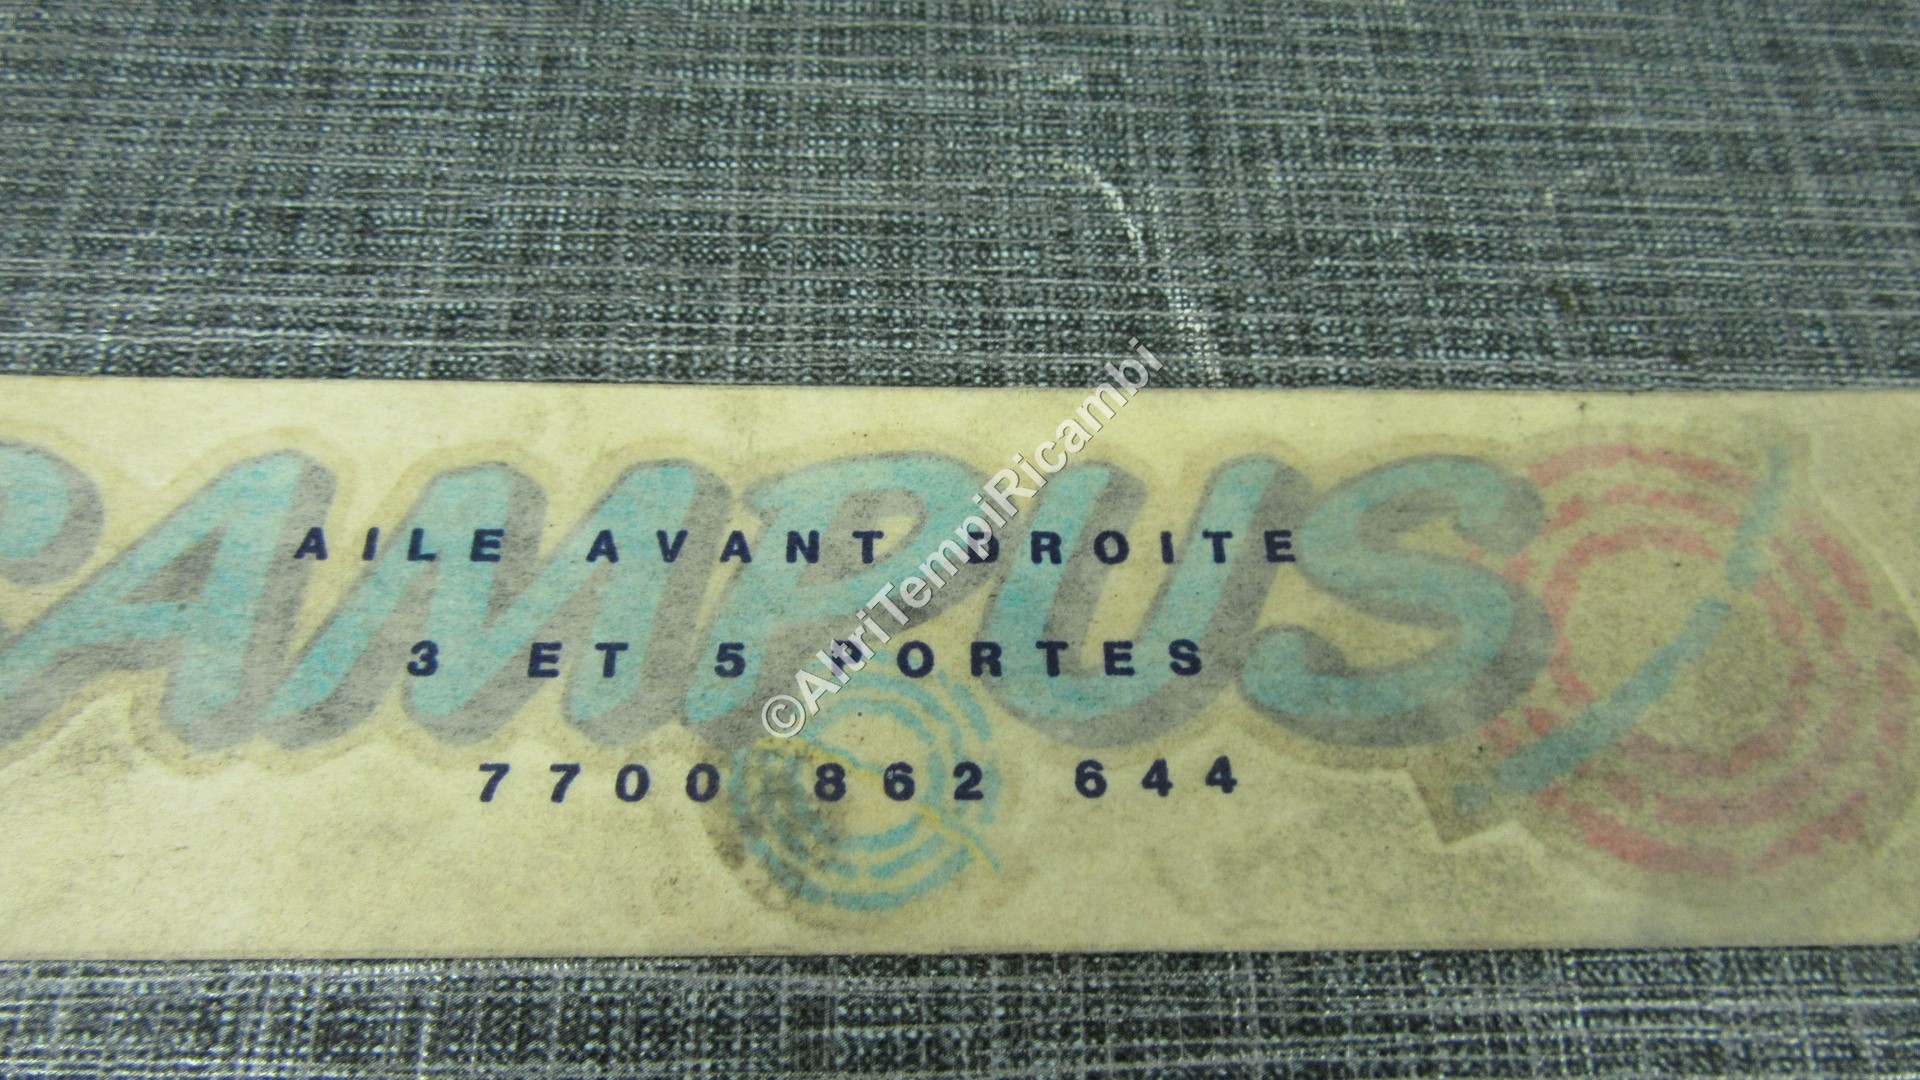 CAMPUS
AILE AVANT DROITE
3 ET 5 PORTES
7700 862 644
©AltriTempiRicambi